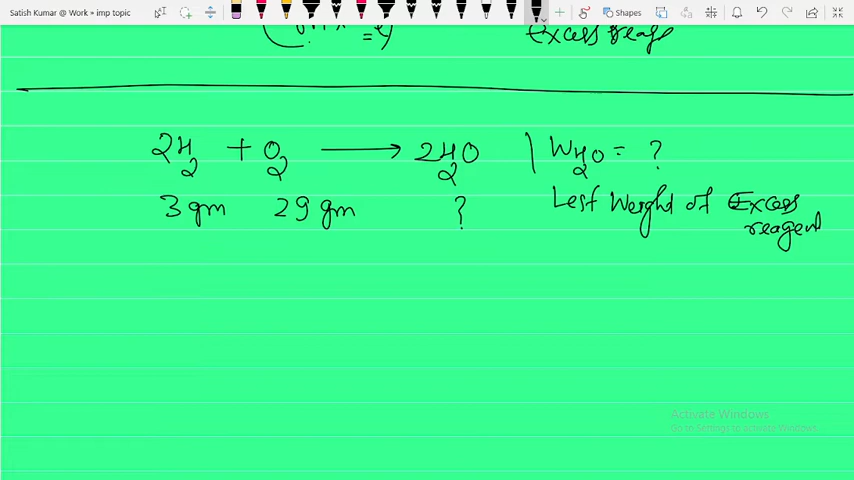 Satish Kumar @ Work » imp topic
Shapes
= e)
Excess reag
2H2 + O2 ⟶ 2H2O | WH2O = ?
3 gm 29 gm ?
Left Weight of Excess
reagent
Activate Windows
Go to Settings to activate Windows.